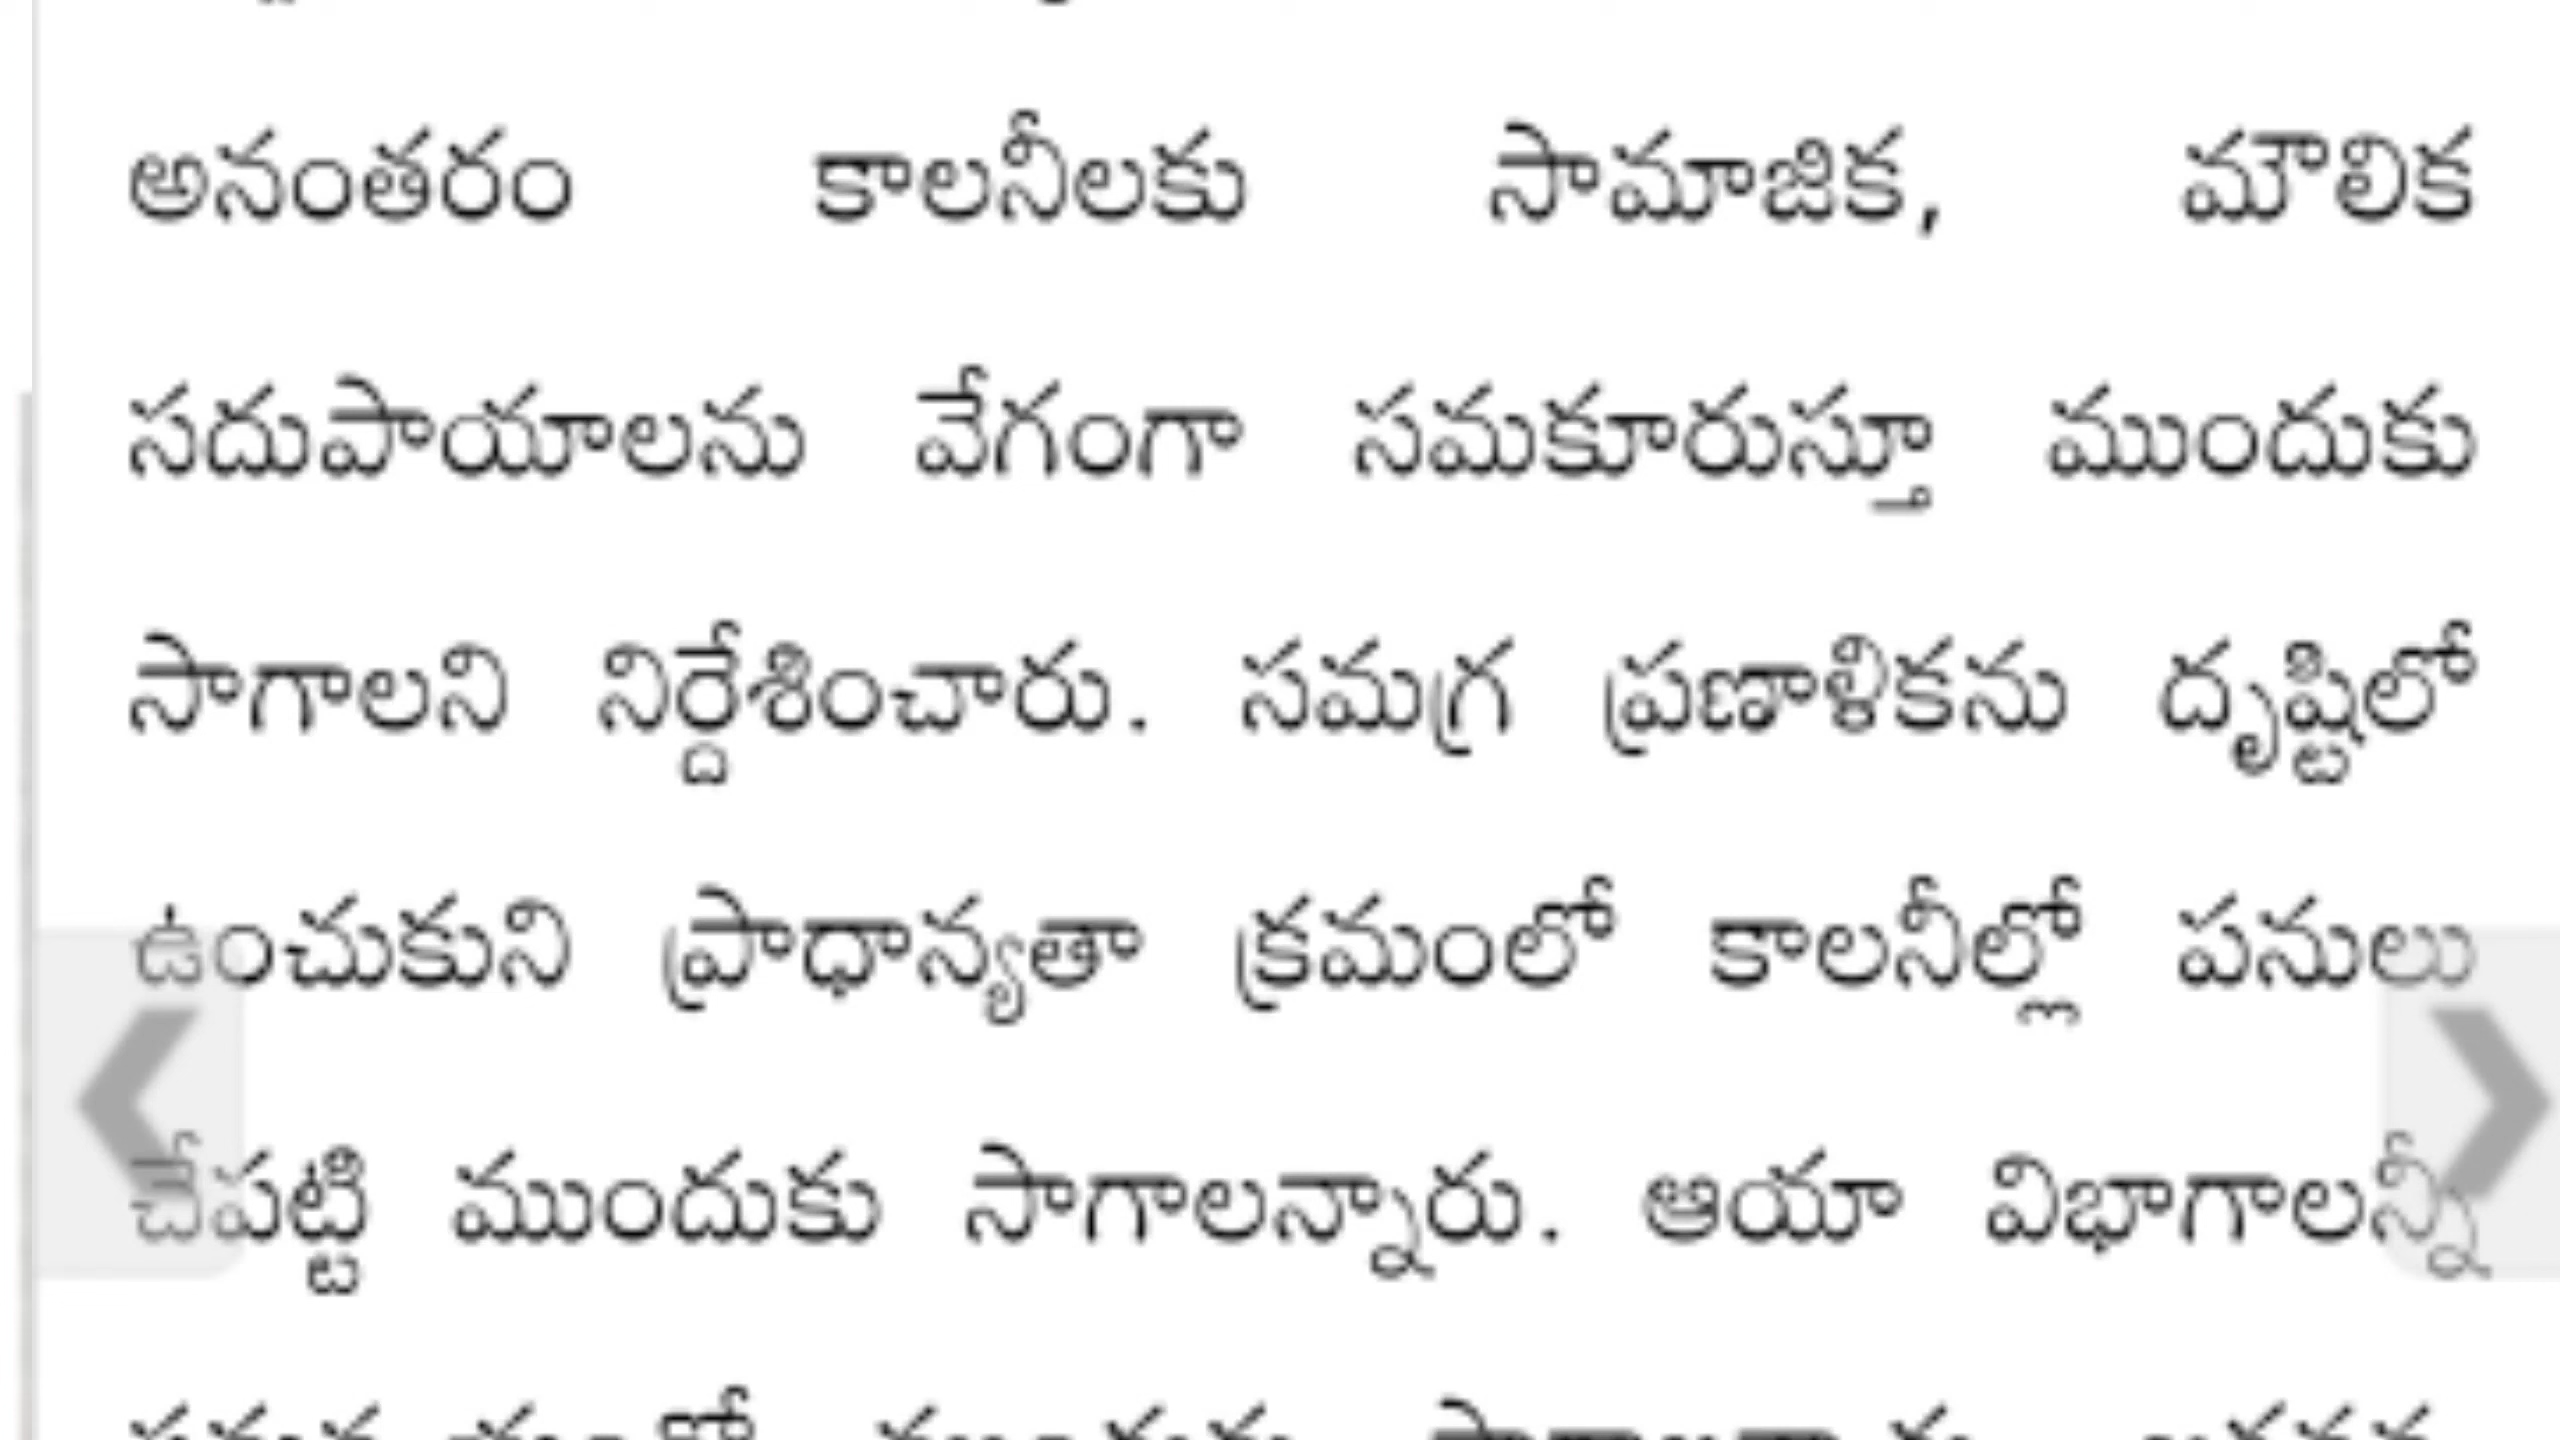 అనంతరం కాలనీలకు సామాజిక, మౌలిక
సదుపాయాలను వేగంగా సమకూరుస్తూ ముందుకు
సాగాలని నిర్దేశించారు. సమగ్ర ప్రణాళికను దృష్టిలో
ఉంచుకుని ప్రాధాన్యతా క్రమంలో కాలనీల్లో పనులు
చేపట్టి ముందుకు సాగాలన్నారు. ఆయా విభాగాలన్నీ